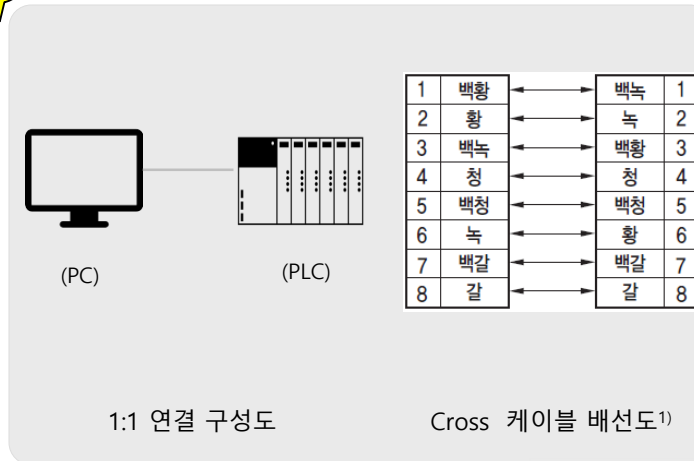 1 백황 백녹 1
2 황 녹 2
3 백녹 백황 3
4 청 청 4
5 백청 백청 5
6 녹 황 6
7 백갈 백갈 7
8 갈 갈 8
(PC)
(PLC)
1:1 연결 구성도
Cross 케이블 배선도1)